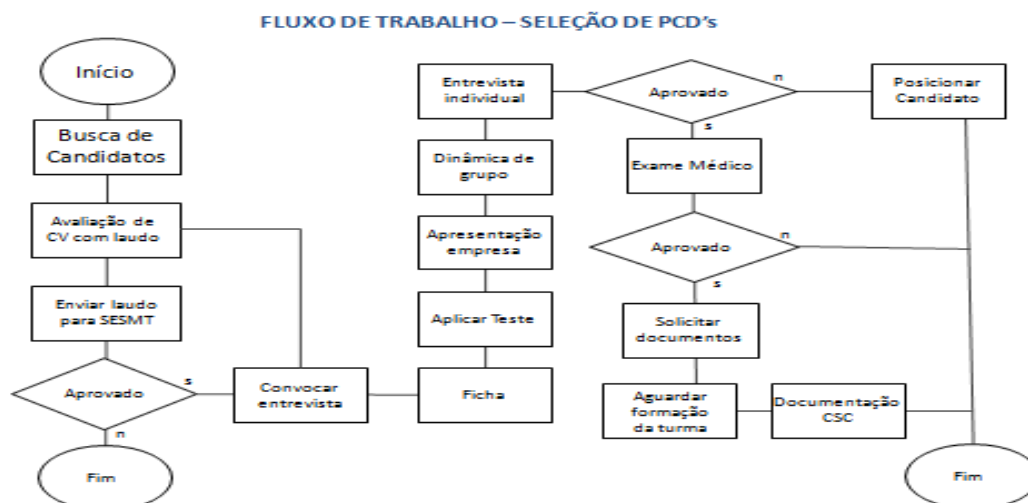 FLUXO DE TRABALHO – SELEÇÃO DE PCD's
Início
Busca de
Candidatos
Avaliação de
CV com laudo
Enviar laudo
para SESMT
Aprovado
s
n
Fim
Convocar
entrevista
Ficha
Aplicar Teste
Apresentação
empresa
Dinâmica de
grupo
Entrevista
individual
Aprovado
n
s
Posicionar
Candidato
Exame Médico
Aprovado
n
s
Solicitar
documentos
Aguardar
formação
da turma
Documentação
CSC
Fim